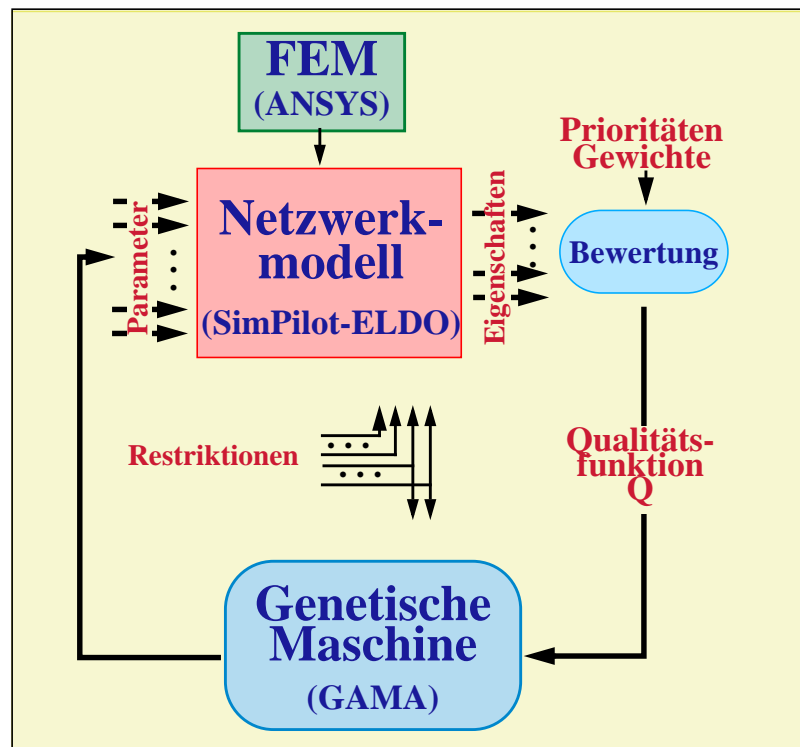 FEM
(ANSYS)
Prioritäten
Gewichte
Parameter
Netzwerk-
modell
(SimPilot-ELDO)
Eigenschaften
Bewertung
Restriktionen
Qualitäts-
funktion
Q
Genetische
Maschine
(GAMA)